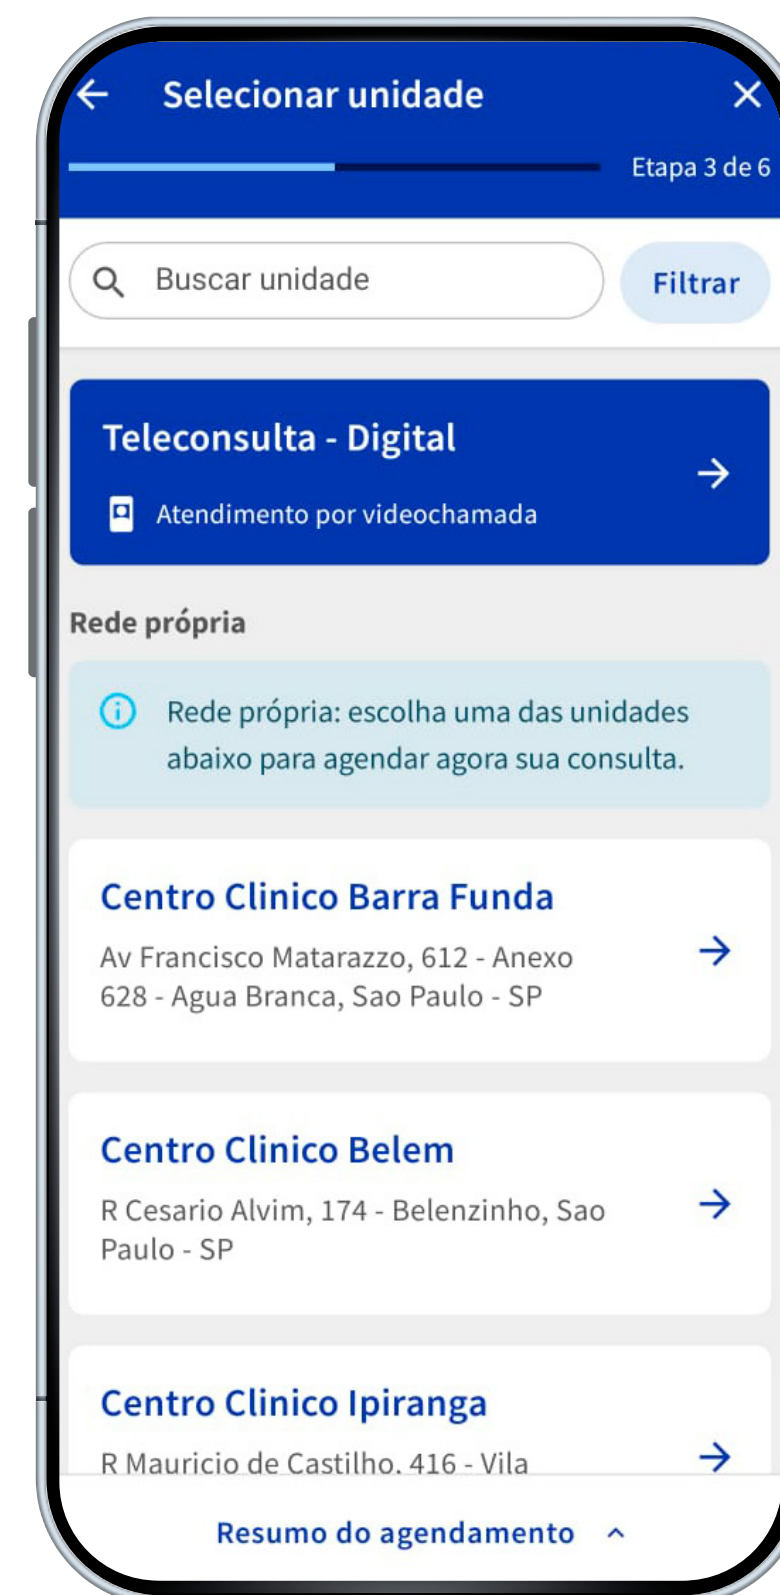 Selecionar unidade
Etapa 3 de 6
Buscar unidade
Filtrar
Teleconsulta - Digital
Atendimento por videochamada
Rede própria
Rede própria: escolha uma das unidades
abaixo para agendar agora sua consulta.
Centro Clinico Barra Funda
Av Francisco Matarazzo, 612 - Anexo
628 - Agua Branca, Sao Paulo - SP
Centro Clinico Belem
R Cesario Alvim, 174 - Belenzinho, Sao
Paulo - SP
Centro Clinico Ipiranga
R Mauricio de Castilho, 416 - Vila
Resumo do agendamento